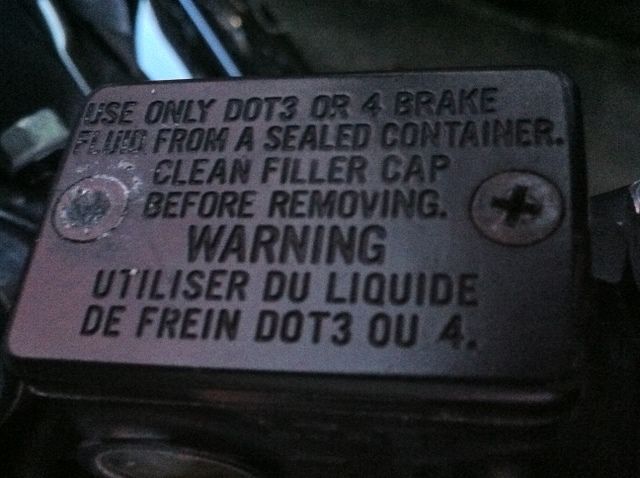 USE ONLY DOT3 OR 4 BRAKE
FLUID FROM A SEALED CONTAINER.
CLEAN FILLER CAP
BEFORE REMOVING.
WARNING
UTILISER DU LIQUIDE
DE FREIN DOT3 OU 4.